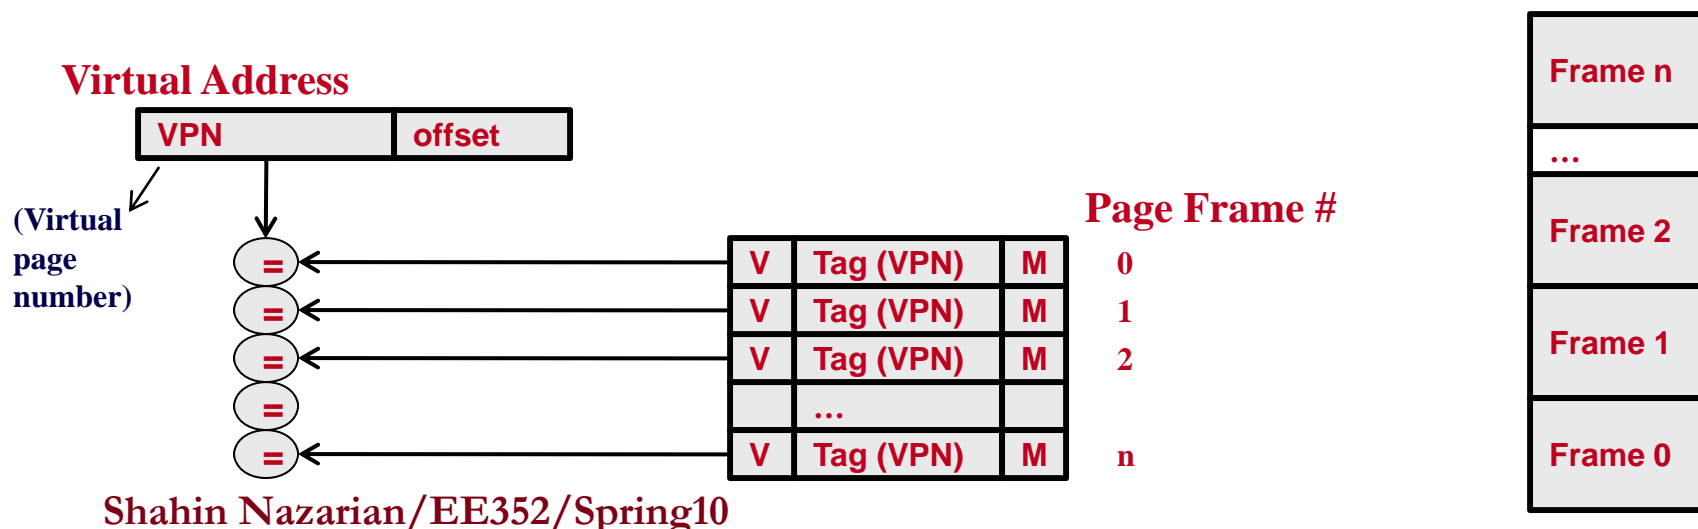 Virtual Address
VPN offset
(Virtual
page
number)
Page Frame #
= V Tag (VPN) M 0
= V Tag (VPN) M 1
= V Tag (VPN) M 2
= ...
= V Tag (VPN) M n
Frame n
...
Frame 2
Frame 1
Frame 0
Shahin Nazarian/EE352/Spring10